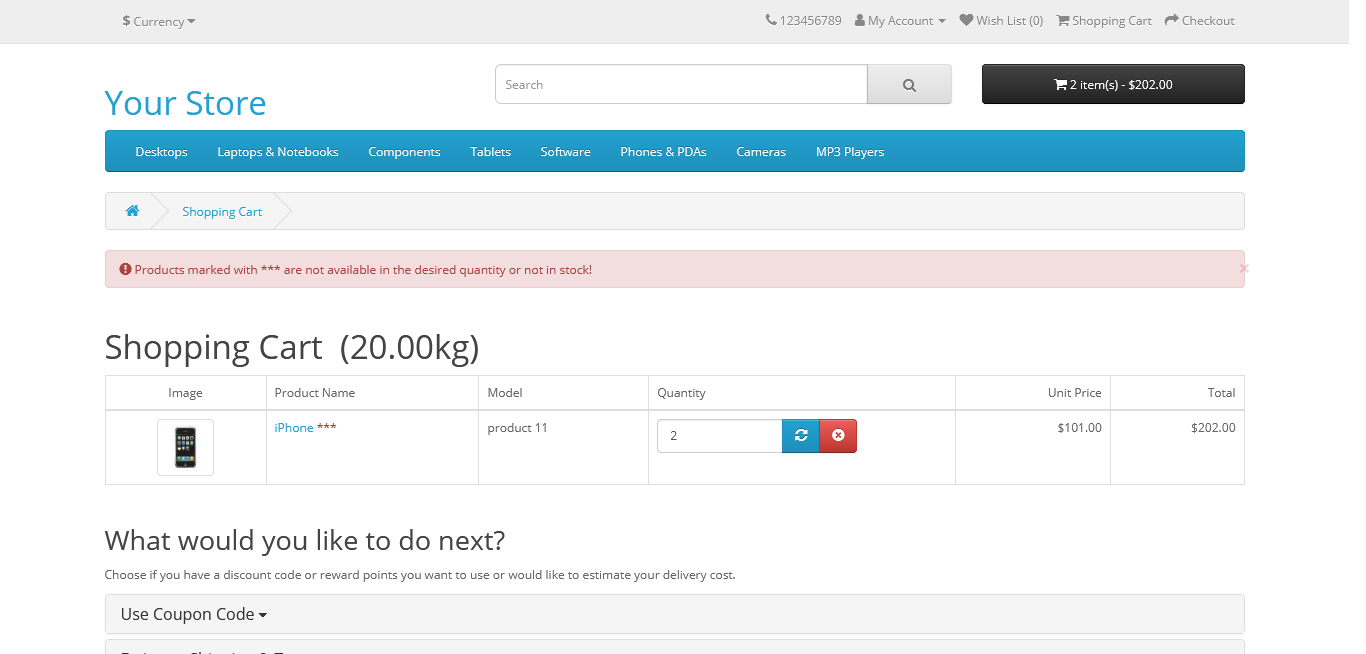 $ Currency
123456789 My Account Wish List (0) Shopping Cart Checkout
Your Store
Search
2 item(s) - $202.00
Desktops Laptops & Notebooks Components Tablets Software Phones & PDAs Cameras MP3 Players
Shopping Cart
Products marked with *** are not available in the desired quantity or not in stock!
×
Shopping Cart (20.00kg)
Image Product Name Model Quantity Unit Price Total
iPhone *** product 11 2 $101.00 $202.00
What would you like to do next?
Choose if you have a discount code or reward points you want to use or would like to estimate your delivery cost.
Use Coupon Code